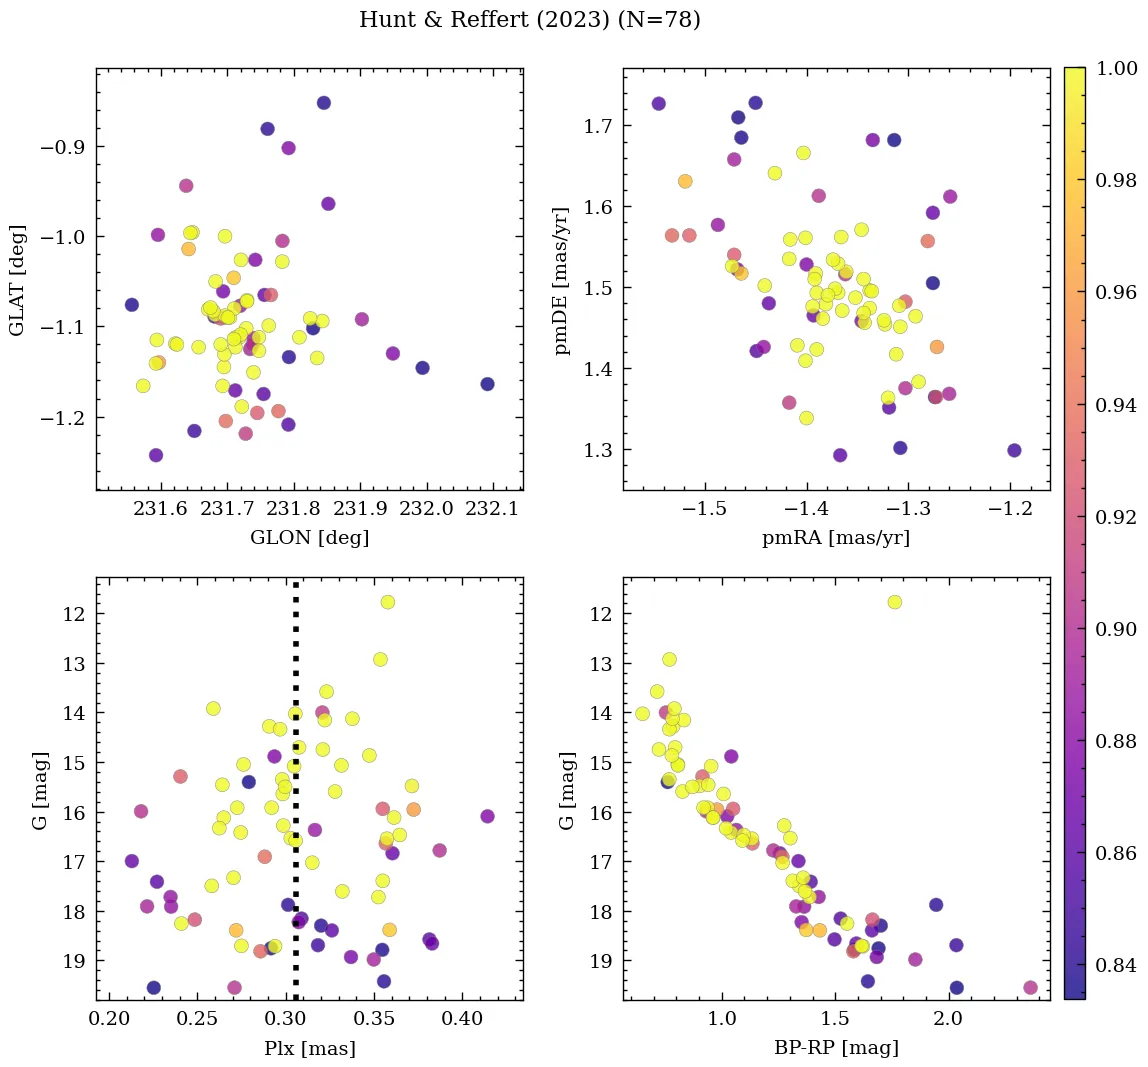 Hunt & Reffert (2023) (N=78)
−0.9
−1.0
−1.1
−1.2
GLAT [deg]
231.6 231.7 231.8 231.9 232.0 232.1
GLON [deg]
1.7
1.6
1.5
1.4
1.3
pmDE [mas/yr]
−1.5 −1.4 −1.3 −1.2
pmRA [mas/yr]
12
13
14
15
16
17
18
19
G [mag]
0.20 0.25 0.30 0.35 0.40
Plx [mas]
12
13
14
15
16
17
18
19
G [mag]
1.0 1.5 2.0
BP-RP [mag]
1.00
0.98
0.96
0.94
0.92
0.90
0.88
0.86
0.84